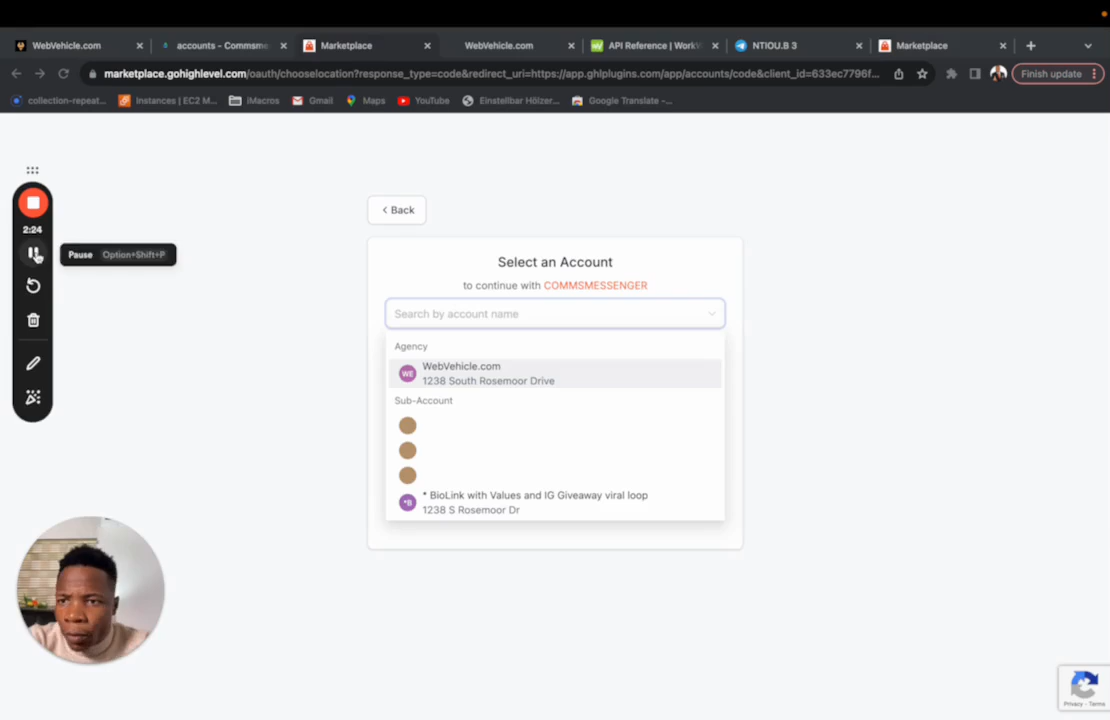 WebVehicle.com
accounts - Commsme
Marketplace
WebVehicle.com
API Reference | Work
NTIOU.B 3
Marketplace
marketplace.gohighlevel.com/oauth/chooselocation?response_type=code&redirect_uri=https://app.ghlplugins.com/app/accounts/code&client_id=633ec7796f...
Finish update
collection-repeat...
Instances | EC2 M...
iMacros
Gmail
Maps
YouTube
Einstellbar Hölzer...
Google Translate -...
Back
2:24
Pause Option+Shift+P
Select an Account
to continue with COMMSMESSENGER
Search by account name
Agency
WE
WebVehicle.com
1238 South Rosemoor Drive
Sub-Account
*B
* BioLink with Values and IG Giveaway viral loop
1238 S Rosemoor Dr
Privacy - Terms